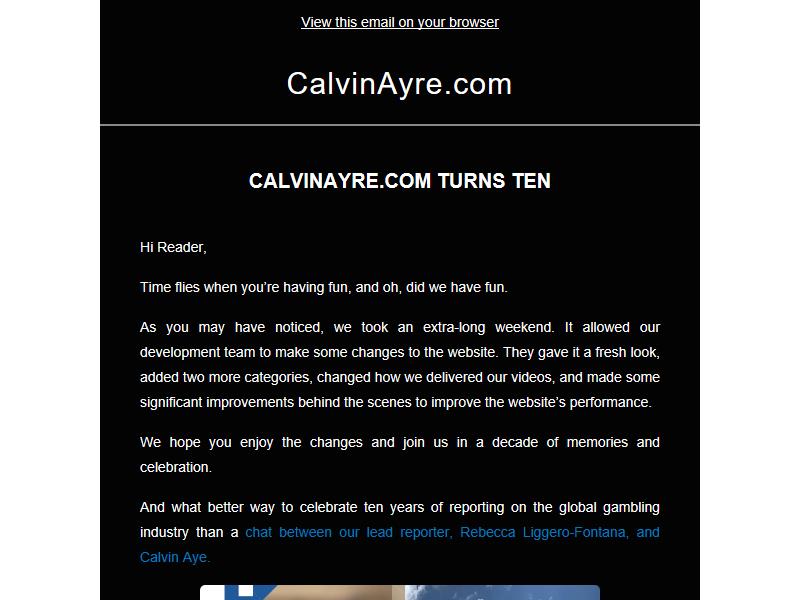 View this email on your browser
CalvinAyre.com
CALVINAYRE.COM TURNS TEN
Hi Reader,
Time flies when you’re having fun, and oh, did we have fun.
As you may have noticed, we took an extra-long weekend. It allowed our
development team to make some changes to the website. They gave it a fresh look,
added two more categories, changed how we delivered our videos, and made some
significant improvements behind the scenes to improve the website’s performance.
We hope you enjoy the changes and join us in a decade of memories and
celebration.
And what better way to celebrate ten years of reporting on the global gambling
industry than a chat between our lead reporter, Rebecca Liggero-Fontana, and
Calvin Aye.